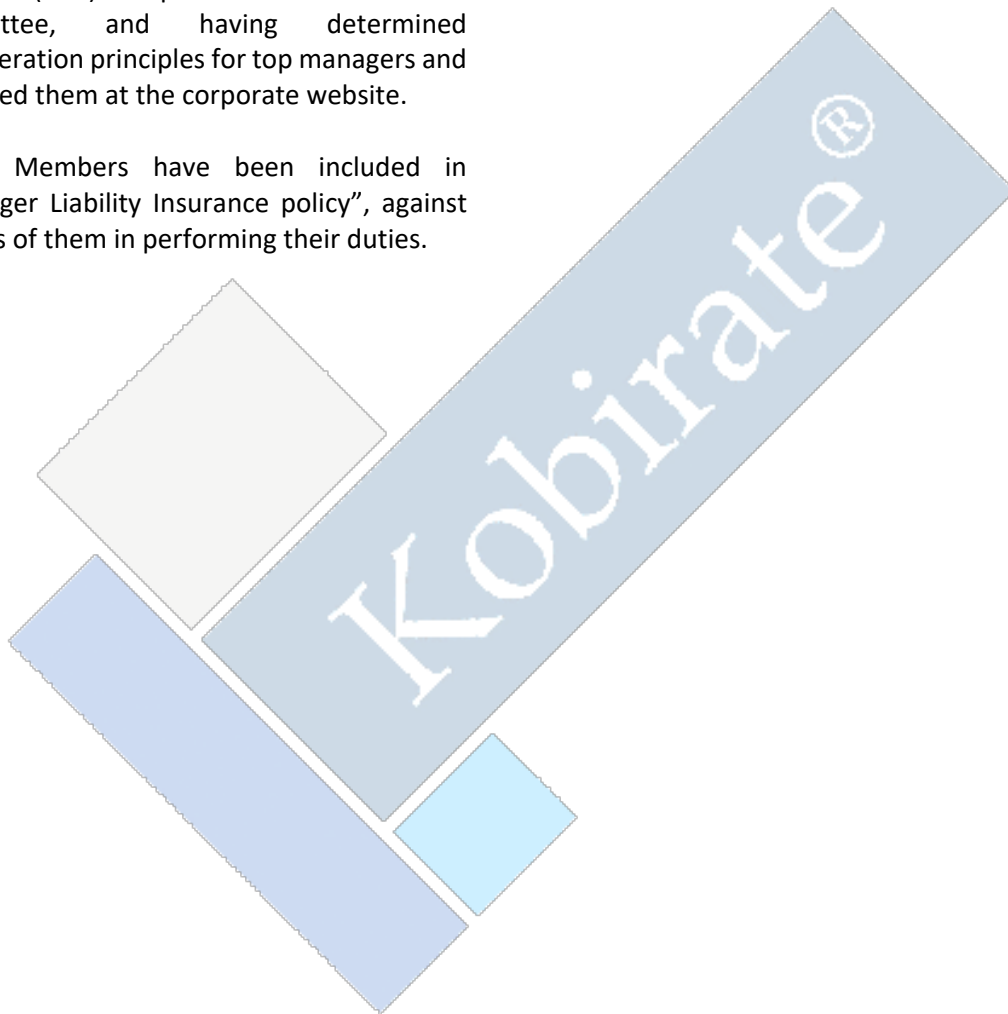 ttee, and having determined
eration principles for top managers and
ed them at the corporate website.
Members have been included in
ger Liability Insurance policy”, against
s of them in performing their duties.
Kobirate ®